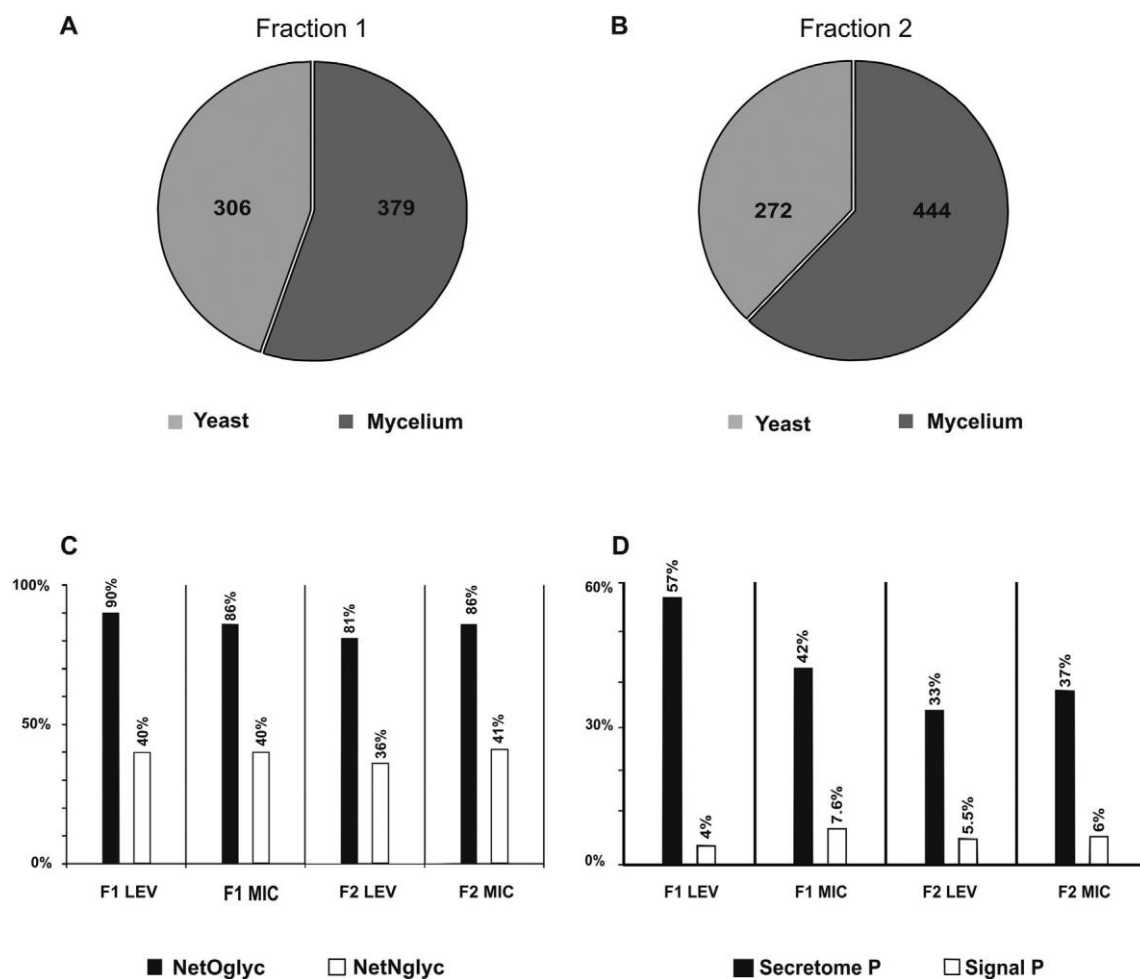 A Fraction 1
306 379
Yeast Mycelium
B Fraction 2
272 444
Yeast Mycelium
C
100%
50%
0%
90% 40% 86% 40% 81% 36% 86% 41%
F1 LEV F1 MIC F2 LEV F2 MIC
NetOglyc NetNglyc
D
60%
30%
0%
57% 4% 42% 7.6% 33% 5.5% 37% 6%
F1 LEV F1 MIC F2 LEV F2 MIC
Secretome P Signal P